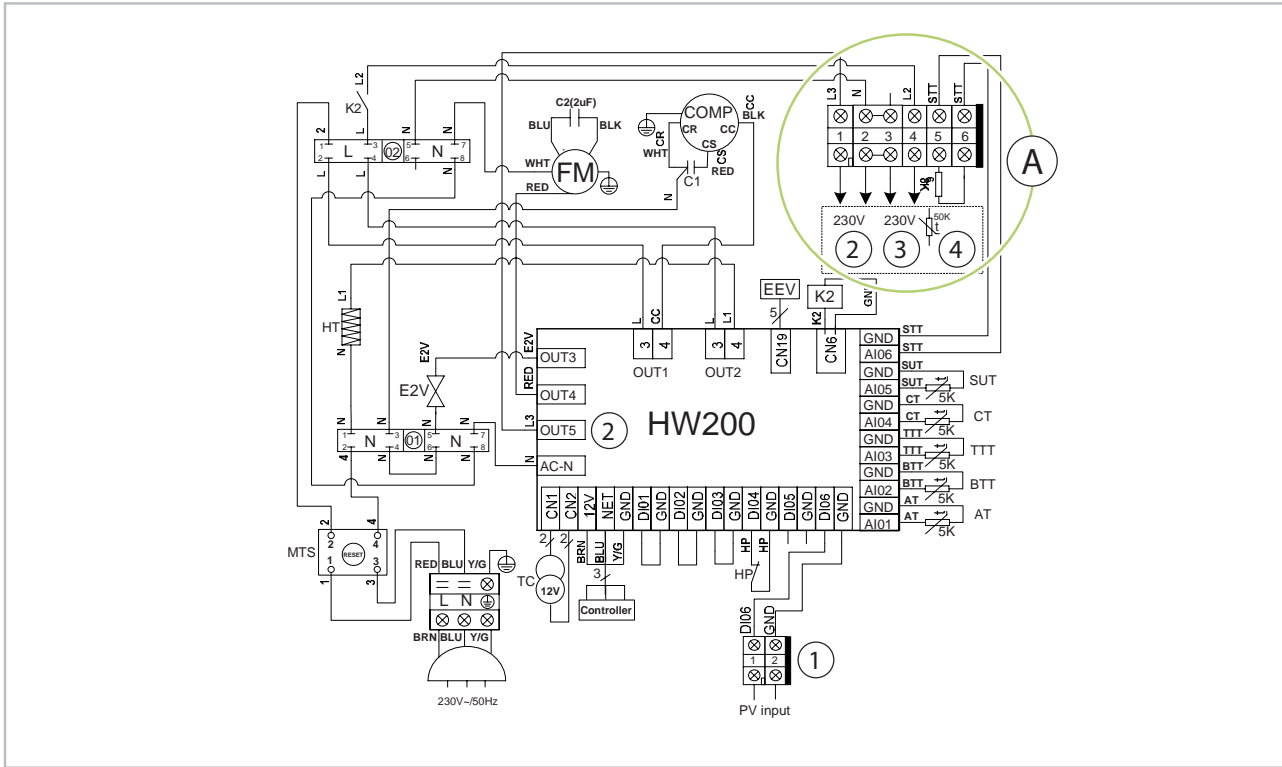 L3 N L2 STT STT
1 2 3 4 5 6
6K8
230V 230V 50K t
2 3 4
A
L2
K2
2 L N N
1 3 5 7
L 02 N
2 4 6 8
L L N
C2(2uF)
BLU BLK
WHT FM
RED
COMP
CR CC
CS
CC
BLK
CR
WHT
CS
RED
C1
N
L1
HT
N
E2V
E2V
E2V
N N N N
1 3 5 7
N 01 N
2 4 6 8
4 N N N
L CC L L1
3 4 3 4
OUT1 OUT2
EEV
5
CN19
K2
K2 GND
CN6
E2V OUT3
RED OUT4
L3 OUT5
N AC-N
2 HW200
STT GND
STT AI06
SUT GND
SUT AI05 t 5K SUT
CT GND
CT AI04 t 5K CT
TTT GND
TTT AI03 t 5K TTT
BTT GND
BTT AI02 t 5K BTT
AT GND
AT AI01 t 5K AT
CN1 CN2 12V NET GND DI01 GND DI02 GND DI03 GND DI04 GND DI05 GND DI06 GND
2 2 BRN BLU Y/G HP HP
TC 12V
3
Controller
HP
DI06 GND
1 2
1
PV input
2 4
2 4
MTS RESET
1 3
1 3
RED BLU Y/G
L N
BRN BLU Y/G
230V~/50Hz